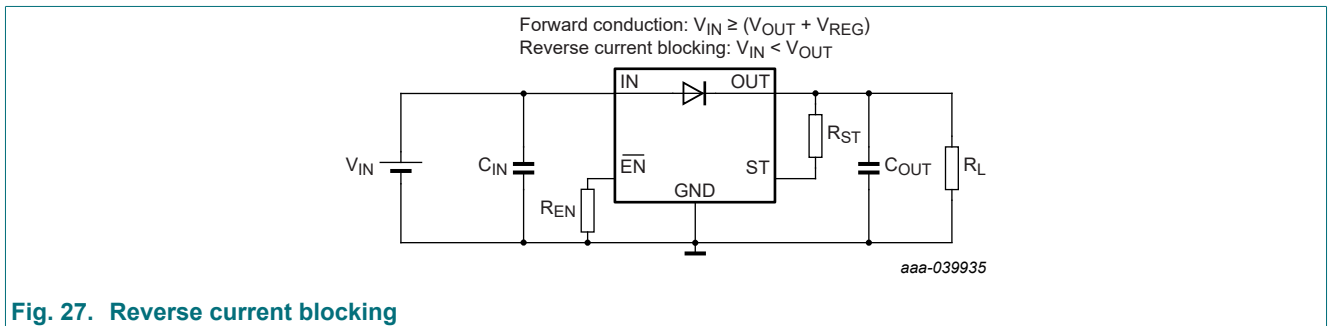 Forward conduction: VIN ≥ (VOUT + VREG)
Reverse current blocking: VIN < VOUT
IN
OUT
VIN
CIN
EN
REN
GND
ST
RST
COUT
RL
aaa-039935
Fig. 27. Reverse current blocking